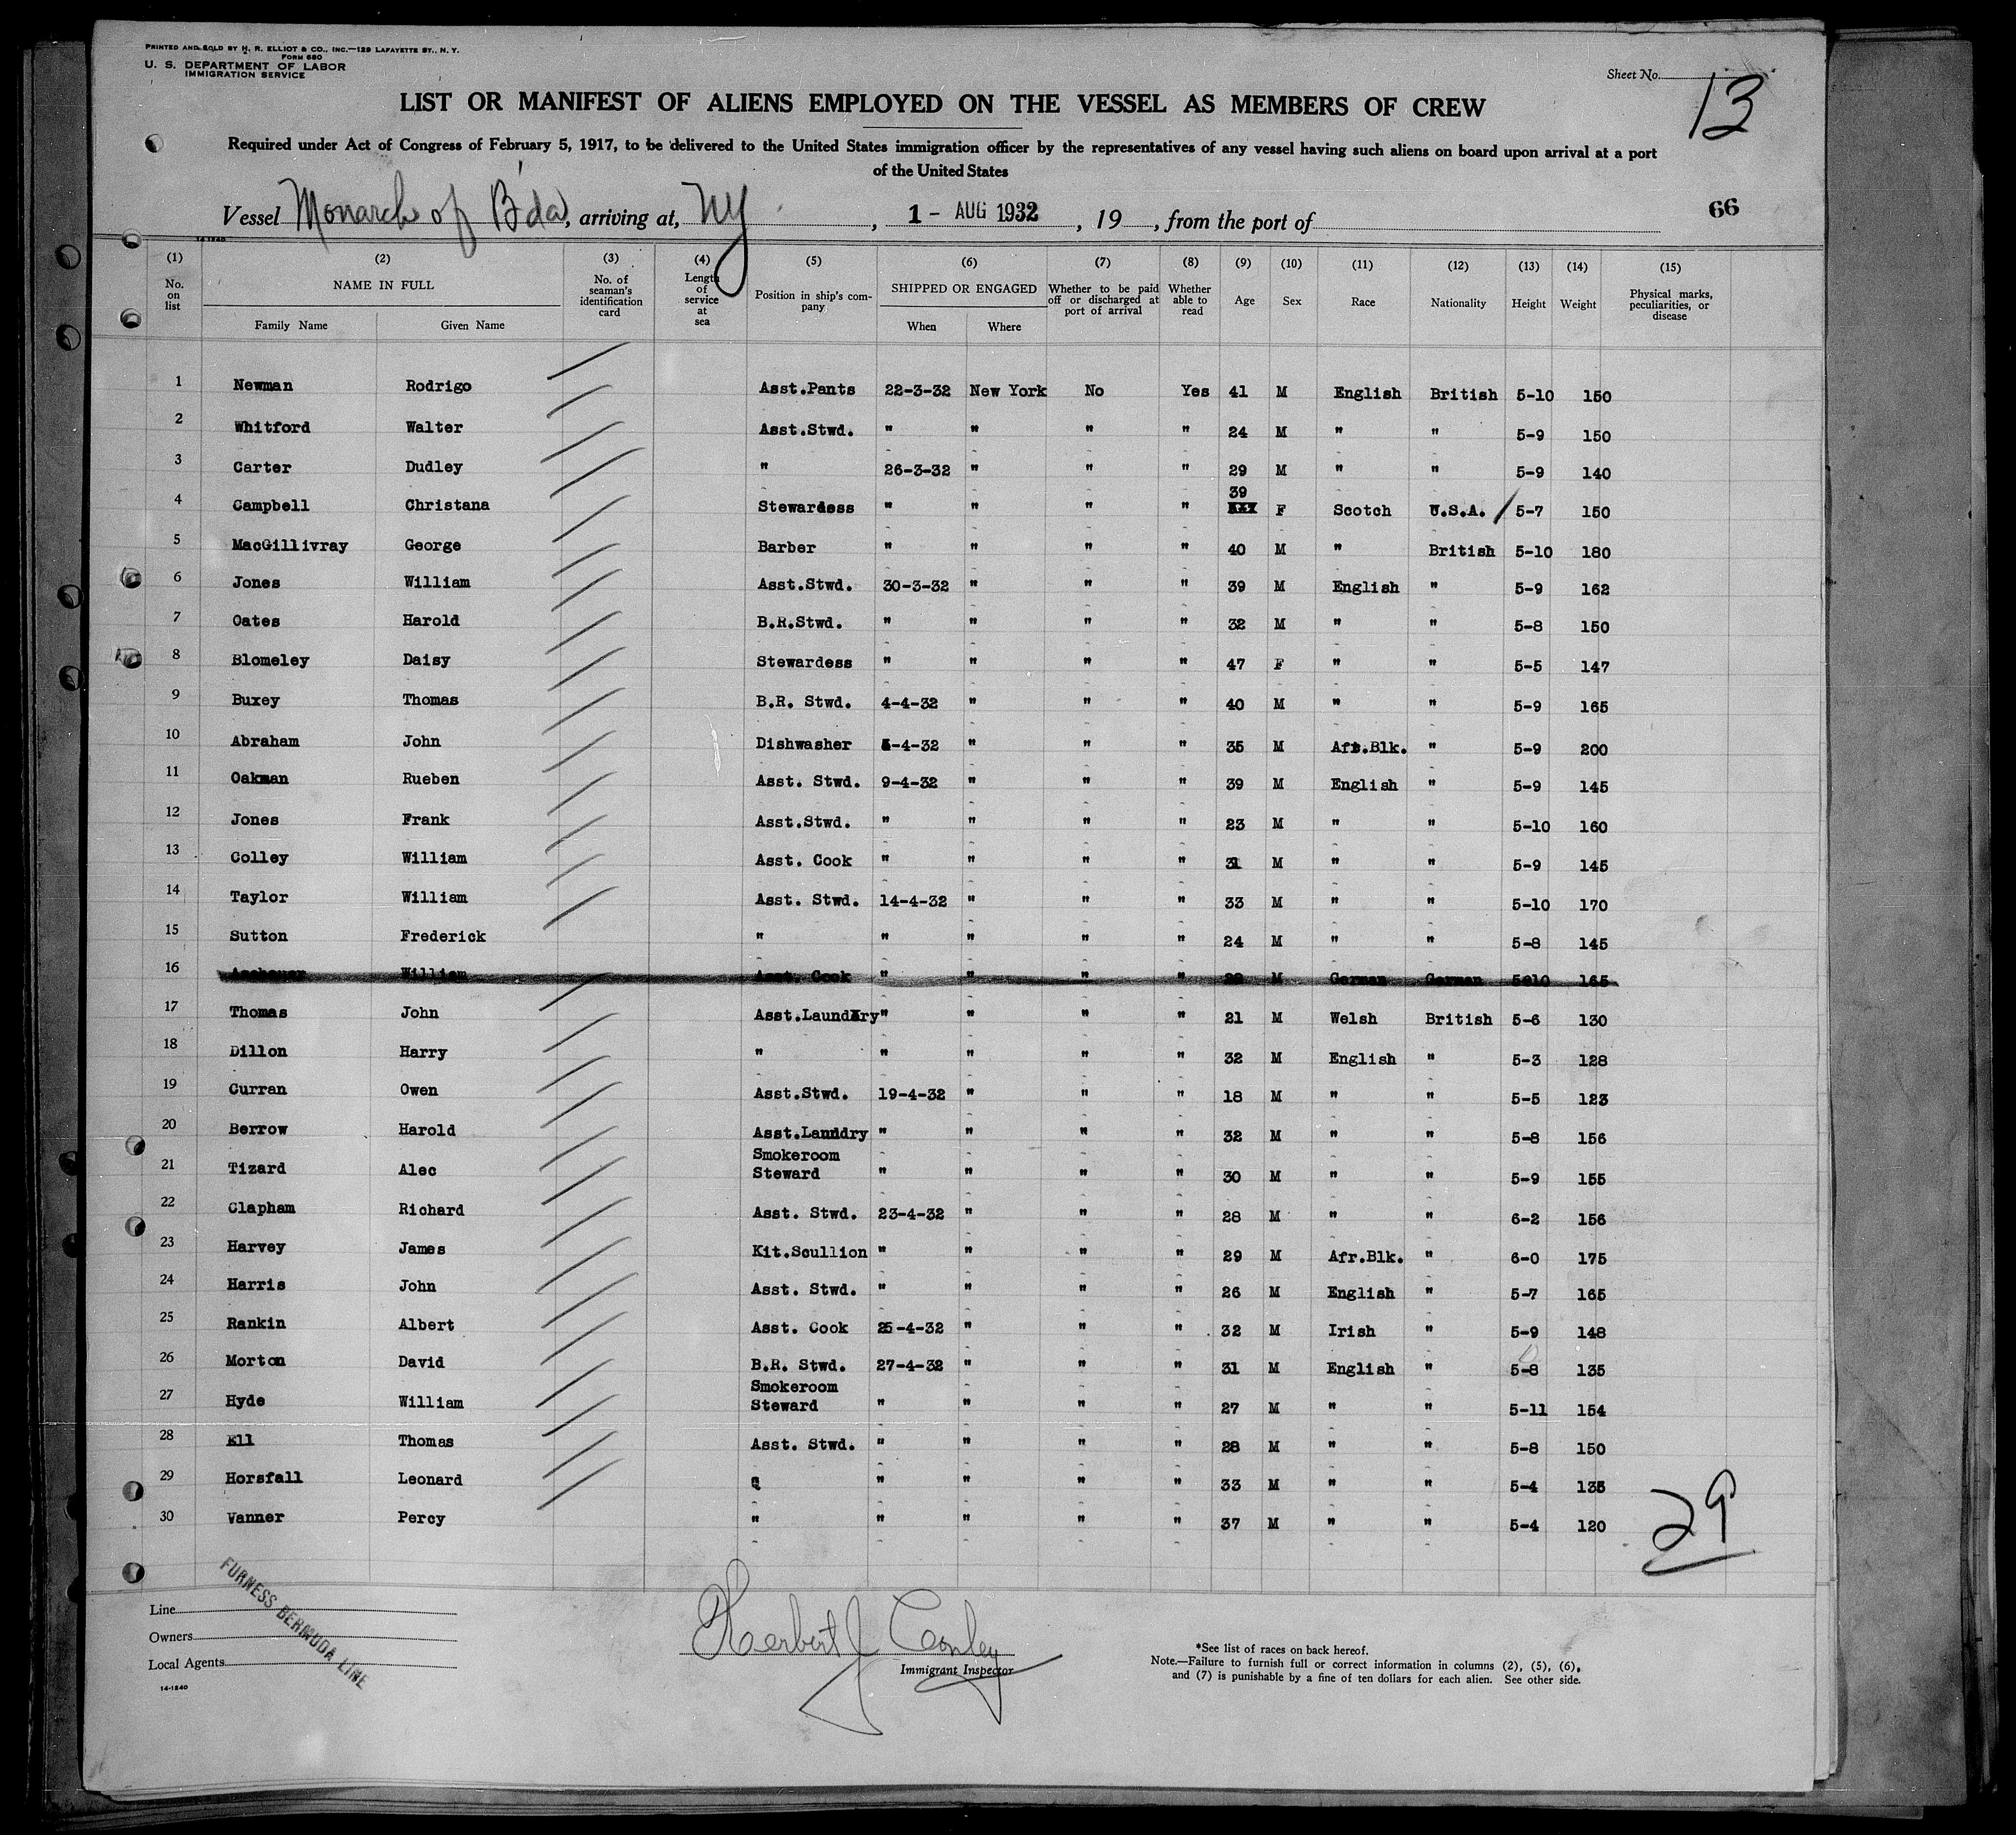 PRINTED AND SOLD BY H. R. ELLIOT & CO., INC.—129 LAFAYETTE ST., N. Y.
FORM 680
U. S. DEPARTMENT OF LABOR
IMMIGRATION SERVICE
Sheet No. 13
LIST OR MANIFEST OF ALIENS EMPLOYED ON THE VESSEL AS MEMBERS OF CREW
Required under Act of Congress of February 5, 1917, to be delivered to the United States immigration officer by the representatives of any vessel having such aliens on board upon arrival at a port
of the United States
66
Vessel Monarch of B'da, arriving at, NY, 1 - AUG 1932, 19, from the port of
14-1240
(1) (2) (3) (4) (5) (6) (7) (8) (9) (10) (11) (12) (13) (14) (15)
No. on list NAME IN FULL Family Name Given Name No. of seaman's identification card Length of service at sea Position in ship's company SHIPPED OR ENGAGED When Where Whether to be paid off or discharged at port of arrival Whether able to read Age Sex Race Nationality Height Weight Physical marks, peculiarities, or disease
1 Newman Rodrigo Asst.Pants 22-3-32 New York No Yes 41 M English British 5-10 150
2 Whitford Walter Asst.Stwd. " " " " 24 M " " 5-9 150
3 Carter Dudley " 26-3-32 " " " 29 M " " 5-9 140
4 Campbell Christana Stewardess " " " " 39 F Scotch U.S.A. / 5-7 150
5 MacGillivray George Barber " " " " 40 M " British 5-10 180
6 Jones William Asst.Stwd. 30-3-32 " " " 39 M English " 5-9 162
7 Oates Harold B.R.Stwd. " " " " 32 M " " 5-8 150
8 Blomeley Daisy Stewardess " " " " 47 F " " 5-5 147
9 Buxey Thomas B.R. Stwd. 4-4-32 " " " 40 M " " 5-9 165
10 Abraham John Dishwasher 5-4-32 " " " 35 M Afr.Blk. " 5-9 200
11 Oakman Rueben Asst. Stwd. 9-4-32 " " " 39 M English " 5-9 145
12 Jones Frank Asst.Stwd. " " " " 23 M " " 5-10 160
13 Colley William Asst. Cook " " " " 31 M " " 5-9 145
14 Taylor William Asst. Stwd. 14-4-32 " " " 33 M " " 5-10 170
15 Sutton Frederick " " " " " 24 M " " 5-8 145
16 William Asst. Cook " " " " M German German 5-10 165
17 Thomas John Asst.Laundry " " " " 21 M Welsh British 5-6 130
18 Dillon Harry " " " " " 32 M English " 5-3 128
19 Curran Owen Asst.Stwd. 19-4-32 " " " 18 M " " 5-5 123
20 Berrow Harold Asst.Laundry " " " " 32 M " " 5-8 156
21 Tizard Alec Smokeroom Steward " " " " 30 M " " 5-9 155
22 Clapham Richard Asst. Stwd. 23-4-32 " " " 28 M " " 6-2 156
23 Harvey James Kit.Scullion " " " " 29 M Afr.Blk. " 6-0 175
24 Harris John Asst. Stwd. " " " " 26 M English " 5-7 165
25 Rankin Albert Asst. Cook 25-4-32 " " " 32 M Irish " 5-9 148
26 Morton David B.R. Stwd. 27-4-32 " " " 31 M English " 5-8 135
27 Hyde William Smokeroom Steward " " " " 27 M " " 5-11 154
28 Ell Thomas Asst. Stwd. " " " " 28 M " " 5-8 150
29 Horsfall Leonard " " " " 33 M " " 5-4 135
30 Vanner Percy " " " " " 37 M " " 5-4 120
29
FURNESS BERMUDA LINE
Line
Owners
Local Agents
14-1240
Herbert J Conley
Immigrant Inspector
*See list of races on back hereof.
Note.—Failure to furnish full or correct information in columns (2), (5), (6),
and (7) is punishable by a fine of ten dollars for each alien. See other side.